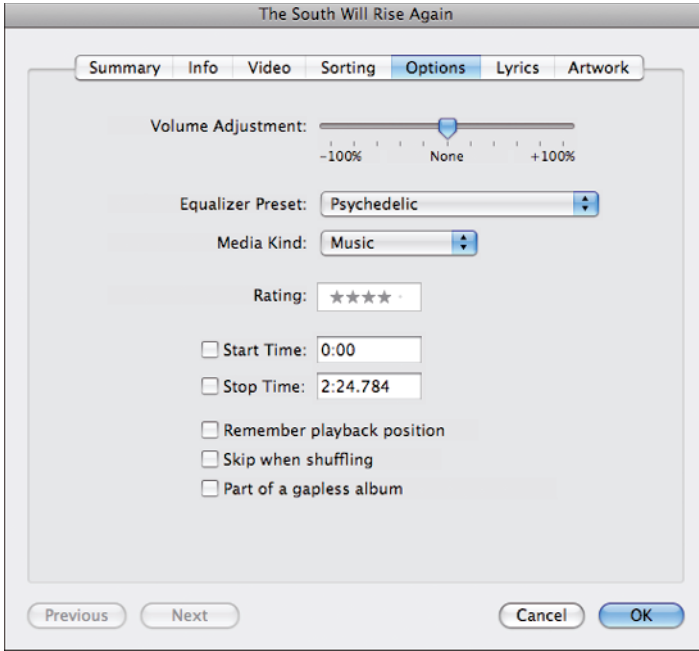 The South Will Rise Again
Summary Info Video Sorting Options Lyrics Artwork
Volume Adjustment:
-100% None +100%
Equalizer Preset: Psychedelic
Media Kind: Music
Rating: ★★★★ ·
Start Time: 0:00
Stop Time: 2:24.784
Remember playback position
Skip when shuffling
Part of a gapless album
Previous Next Cancel OK